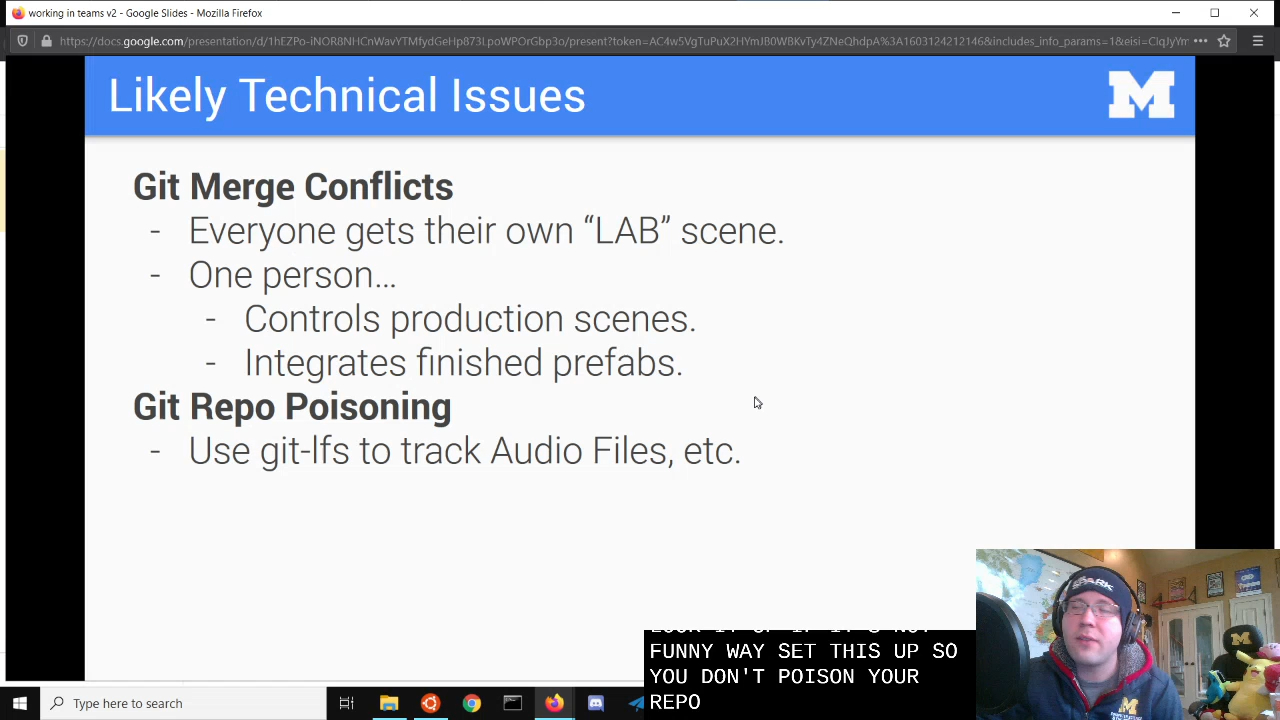 working in teams v2 - Google Slides - Mozilla Firefox
https://docs.google.com/presentation/d/1hEZPo-iNOR8NHCnWavYTMfydGeHp873LpoWPOrGbp3o/present?token=AC4w5VgTuPuX2HYmJB0WBKvTy4ZNeQhdpA%3A1603124212146&includes_info_params=1&eisi=CIqJyYm
Likely Technical Issues
M
Git Merge Conflicts
- Everyone gets their own “LAB” scene.
- One person…
- Controls production scenes.
- Integrates finished prefabs.
Git Repo Poisoning
- Use git-lfs to track Audio Files, etc.
FUNNY WAY SET THIS UP SO
YOU DON'T POISON YOUR
REPO
Type here to search